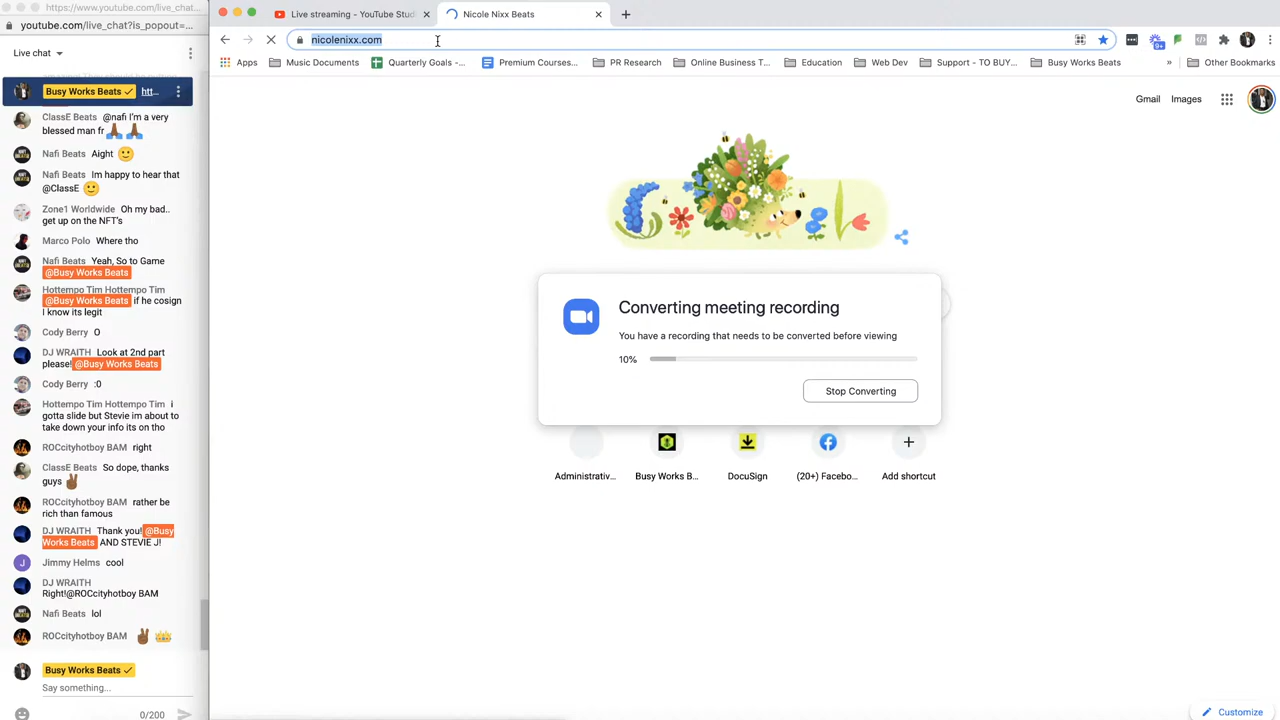 https://www.youtube.com/live_chat
youtube.com/live_chat?is_popout=...
Live chat
Busy Works Beats htt...
ClassE Beats @nafi I'm a very
blessed man fr
Nafi Beats Aight
Nafi Beats Im happy to hear that
@ClassE
Zone1 Worldwide Oh my bad..
get up on the NFT's
Marco Polo Where tho
Nafi Beats Yeah, So to Game
@Busy Works Beats
Hottempo Tim Hottempo Tim
@Busy Works Beats if he cosign
I know its legit
Cody Berry O
DJ WRAITH Look at 2nd part
please! @Busy Works Beats
Cody Berry :0
Hottempo Tim Hottempo Tim i
gotta slide but Stevie im about to
take down your info its on tho
ROCcityhotboy BAM right
ClassE Beats So dope, thanks
guys
ROCcityhotboy BAM rather be
rich than famous
DJ WRAITH Thank you! @Busy
Works Beats AND STEVIE J!
J Jimmy Helms cool
DJ WRAITH
Right!@ROCcityhotboy BAM
Nafi Beats lol
ROCcityhotboy BAM
Busy Works Beats
Say something...
0/200
Live streaming - YouTube Stud
Nicole Nixx Beats
nicolenixx.com
9+
Apps
Music Documents
Quarterly Goals -...
Premium Courses...
PR Research
Online Business T...
Education
Web Dev
Support - TO BUY...
Busy Works Beats
»
Other Bookmarks
Gmail
Images
Converting meeting recording
You have a recording that needs to be converted before viewing
10%
Stop Converting
Administrativ...
Busy Works B...
DocuSign
(20+) Facebo...
Add shortcut
Customize